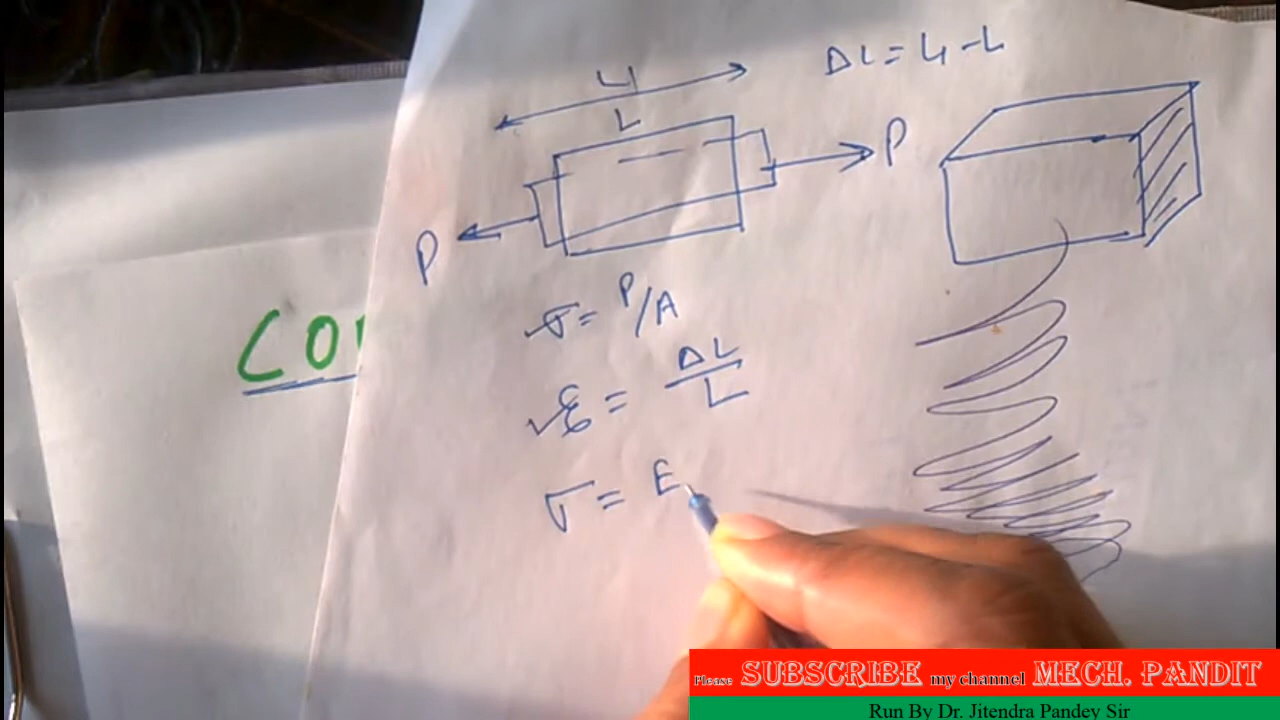 ΔL = L1 - L
L1
L
P
P
σ = P/A
ε = ΔL/L
σ = E
CO
Please SUBSCRIBE my channel MECH. PANDIT
Run By Dr. Jitendra Pandey Sir